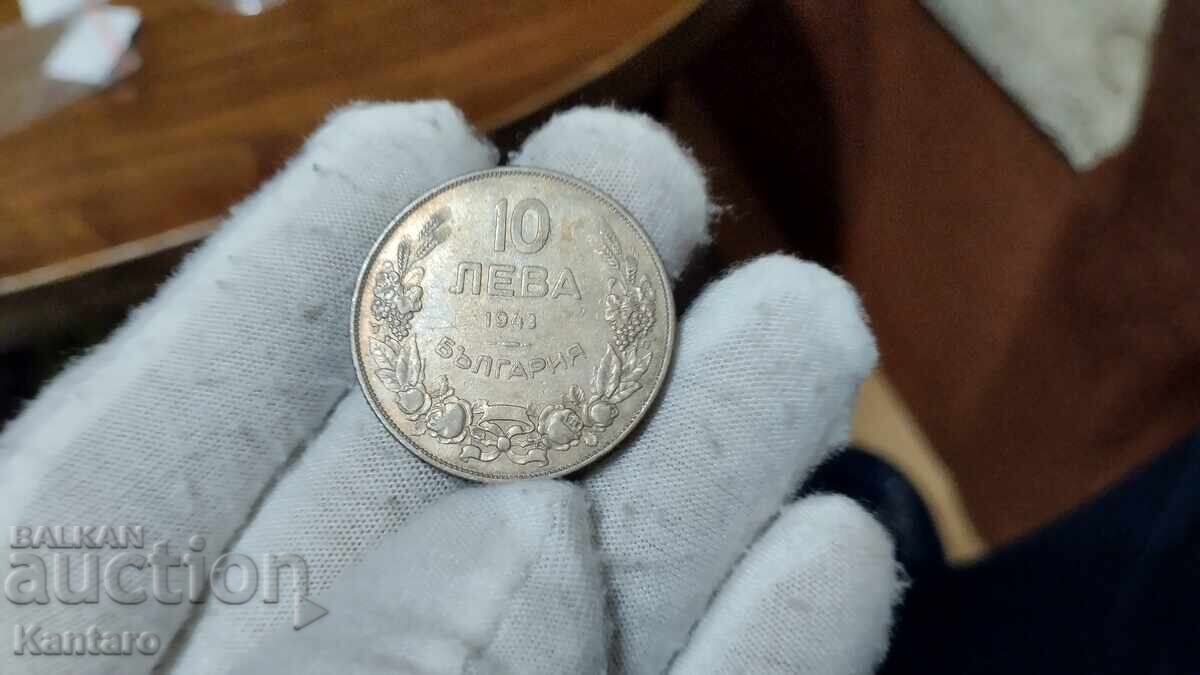 10
ЛЕВА
1943
БЪЛГАРИЯ
BALKAN
auction
Kantaro